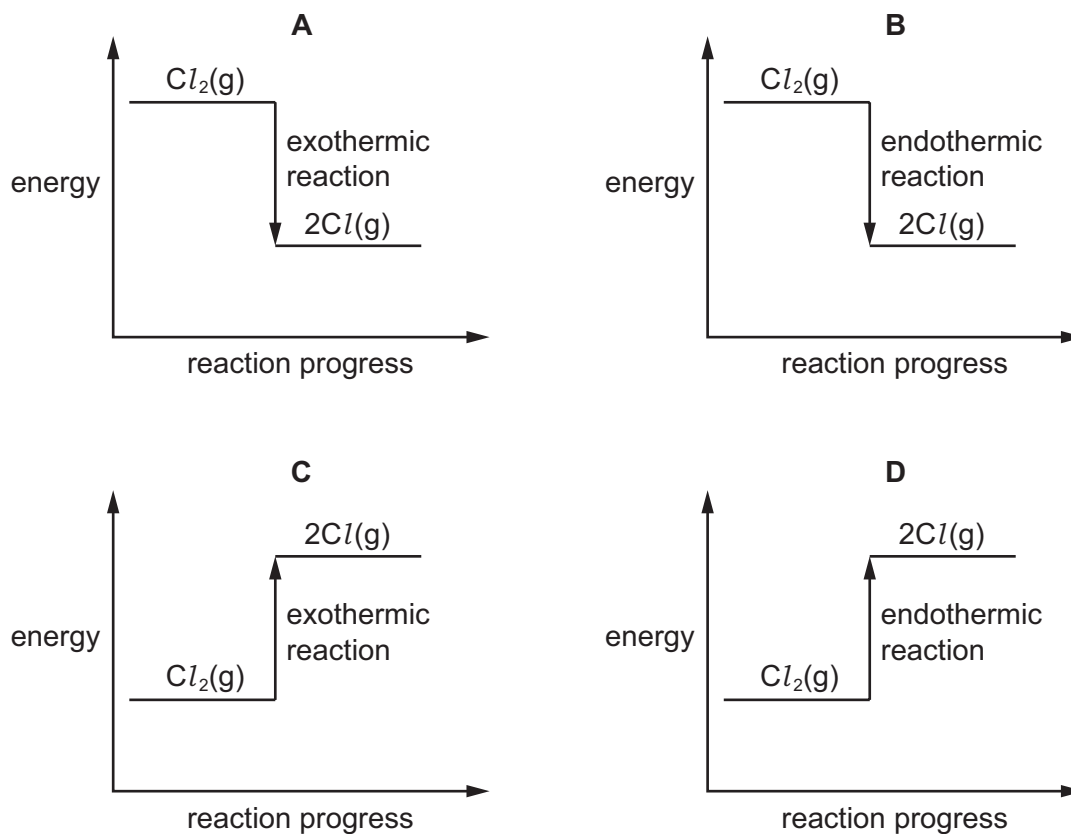 A
Cl₂(g)
exothermic
reaction
energy
2Cl(g)
reaction progress
B
Cl₂(g)
endothermic
reaction
energy
2Cl(g)
reaction progress
C
2Cl(g)
exothermic
reaction
energy
Cl₂(g)
reaction progress
D
2Cl(g)
endothermic
reaction
energy
Cl₂(g)
reaction progress